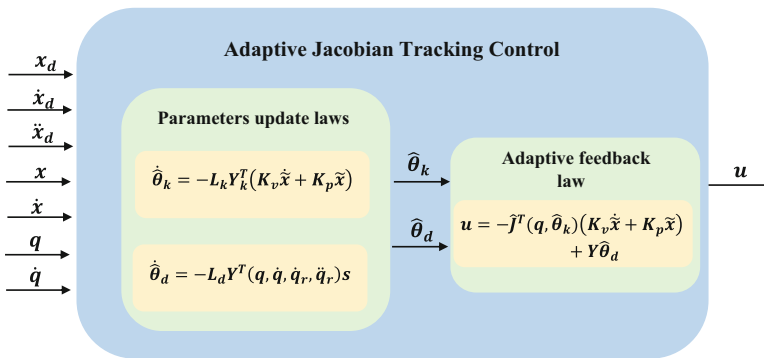 Adaptive Jacobian Tracking Control
x_d
ẋ_d
ẍ_d
x
ẋ
q
q̇
Parameters update laws
θ̂̇_k = −L_k Y_k^T (K_v x̃̇ + K_p x̃)
θ̂̇_d = −L_d Y^T (q, q̇, q̇_r, q̈_r)s
θ̂_k
θ̂_d
Adaptive feedback
law
u = −Ĵ^T (q, θ̂_k)(K_v x̃̇ + K_p x̃)
+ Yθ̂_d
u